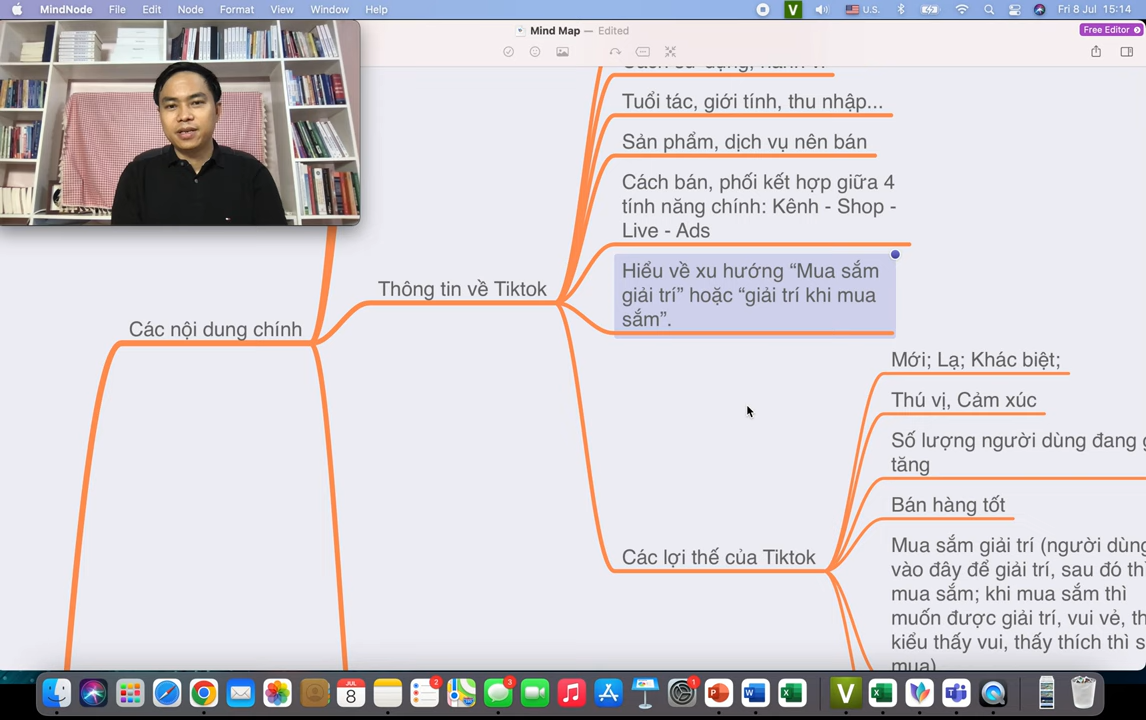 MindNode File Edit Node Format View Window Help
V U.S. Fri 8 Jul 15:14
Mind Map — Edited
Free Editor
Tuổi tác, giới tính, thu nhập...
Sản phẩm, dịch vụ nên bán
Cách bán, phối kết hợp giữa 4
tính năng chính: Kênh - Shop -
Live - Ads
Hiểu về xu hướng “Mua sắm
giải trí” hoặc “giải trí khi mua
sắm”.
Thông tin về Tiktok
Các nội dung chính
Mới; Lạ; Khác biệt;
Thú vị, Cảm xúc
Số lượng người dùng đang
tăng
Bán hàng tốt
Các lợi thế của Tiktok
Mua sắm giải trí (người dùng
vào đây để giải trí, sau đó
mua sắm; khi mua sắm thì
muốn được giải trí, vui vẻ,
kiểu thấy vui, thấy thích thì
mua)
JUL
8
2
3
1
V